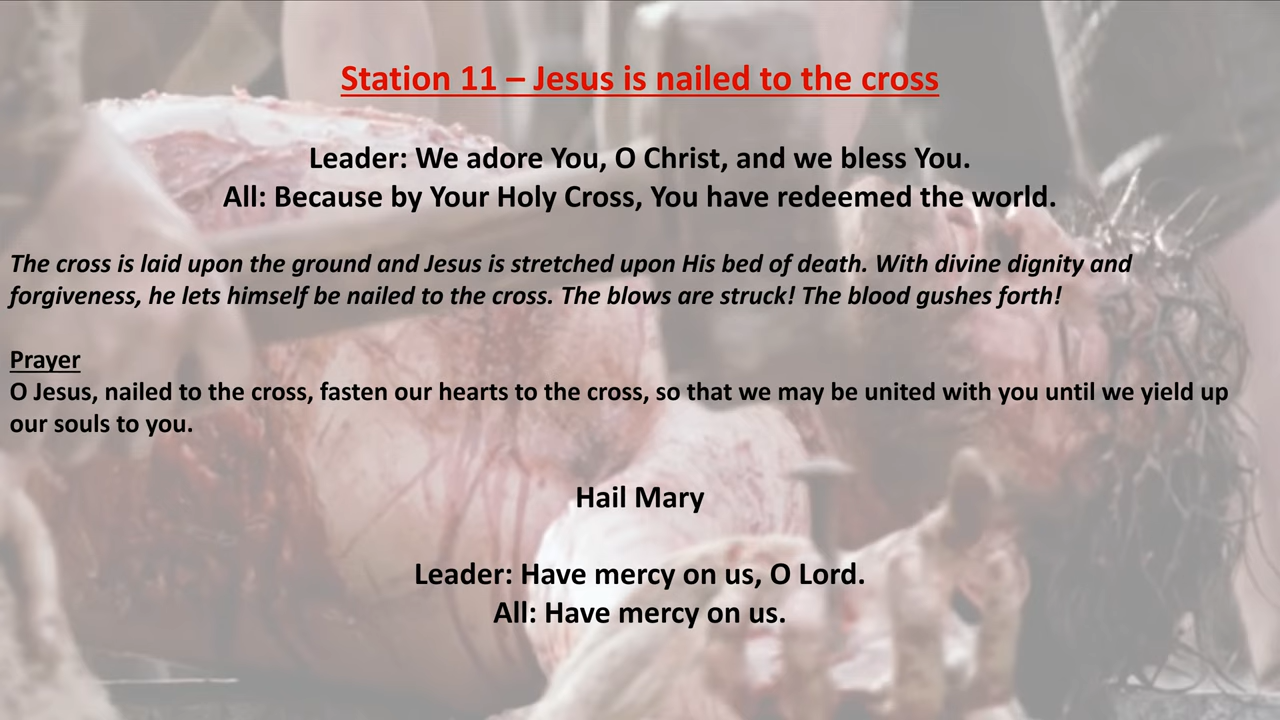 Station 11 – Jesus is nailed to the cross
Leader: We adore You, O Christ, and we bless You.
All: Because by Your Holy Cross, You have redeemed the world.
The cross is laid upon the ground and Jesus is stretched upon His bed of death. With divine dignity and
forgiveness, he lets himself be nailed to the cross. The blows are struck! The blood gushes forth!
Prayer
O Jesus, nailed to the cross, fasten our hearts to the cross, so that we may be united with you until we yield up
our souls to you.
Hail Mary
Leader: Have mercy on us, O Lord.
All: Have mercy on us.